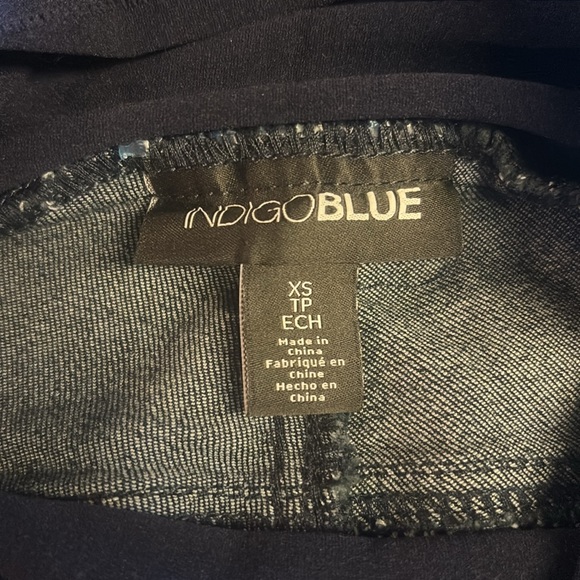 INDIGOBLUE
XS
TP
ECH
Made in
China
Fabriqué en
Chine
Hecho en
China